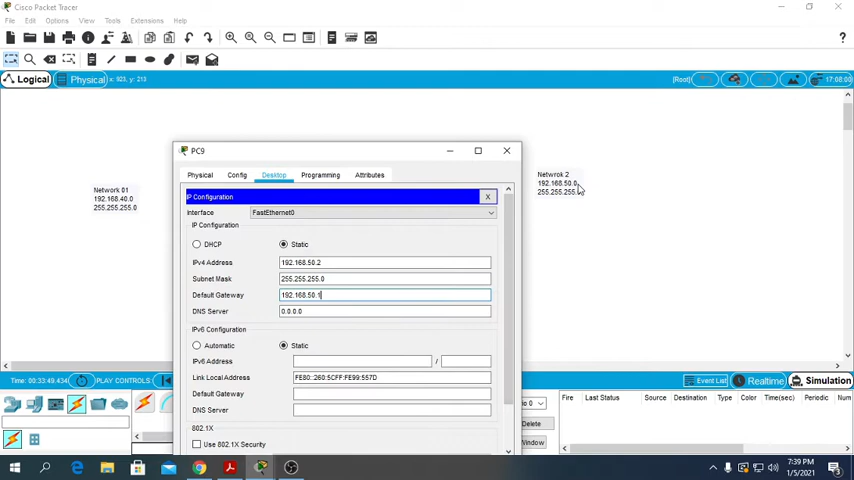 Cisco Packet Tracer
File Edit Options View Tools Extensions Help
Logical Physical x: 923, y: 213 [Root] 17:08:00
PC9
Physical Config Desktop Programming Attributes
IP Configuration X
Interface FastEthernet0
IP Configuration
DHCP Static
IPv4 Address 192.168.50.2
Subnet Mask 255.255.255.0
Default Gateway 192.168.50.1
DNS Server 0.0.0.0
IPv6 Configuration
Automatic Static
IPv6 Address /
Link Local Address FE80::260:5CFF:FE99:557D
Default Gateway
DNS Server
802.1X
Use 802.1X Security
Network 01
192.168.40.0
255.255.255.0
Netwrok 2
192.168.50.0
255.255.255.
Time: 00:33:49.434 PLAY CONTROLS: Event List Realtime Simulation
Fire Last Status Source Destination Type Color Time(sec) Periodic Num
Delete
7:39 PM
1/5/2021
3